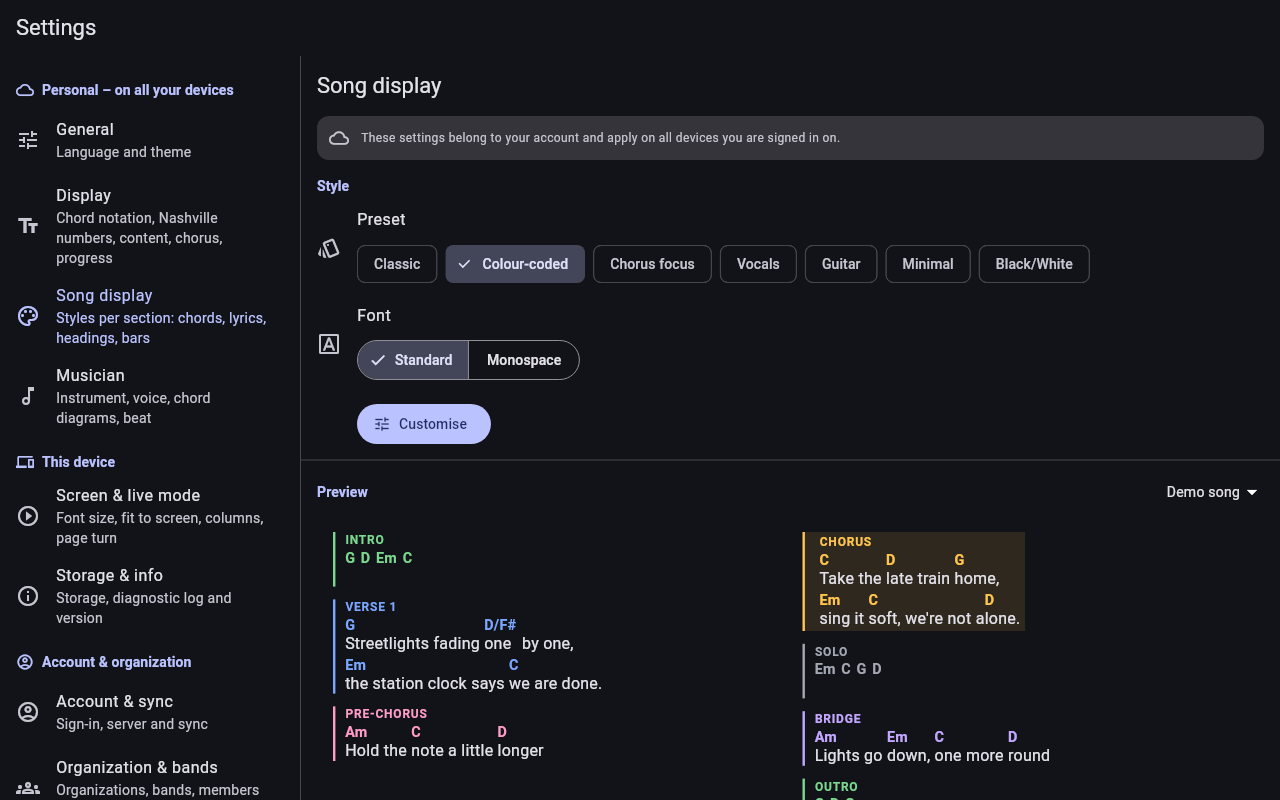 Settings
Personal – on all your devices
General
Language and theme
Display
Chord notation, Nashville
numbers, content, chorus,
progress
Song display
Styles per section: chords, lyrics,
headings, bars
Musician
Instrument, voice, chord
diagrams, beat
This device
Screen & live mode
Font size, fit to screen, columns,
page turn
Storage & info
Storage, diagnostic log and
version
Account & organization
Account & sync
Sign-in, server and sync
Organization & bands
Organizations, bands, members
Song display
These settings belong to your account and apply on all devices you are signed in on.
Style
Preset
Classic Colour-coded Chorus focus Vocals Guitar Minimal Black/White
Font
Standard Monospace
Customise
Preview
Demo song
INTRO
G D Em C
VERSE 1
G D/F#
Streetlights fading one by one,
Em C
the station clock says we are done.
PRE-CHORUS
Am C D
Hold the note a little longer
CHORUS
C D G
Take the late train home,
Em C D
sing it soft, we're not alone.
SOLO
Em C G D
BRIDGE
Am Em C D
Lights go down, one more round
OUTRO